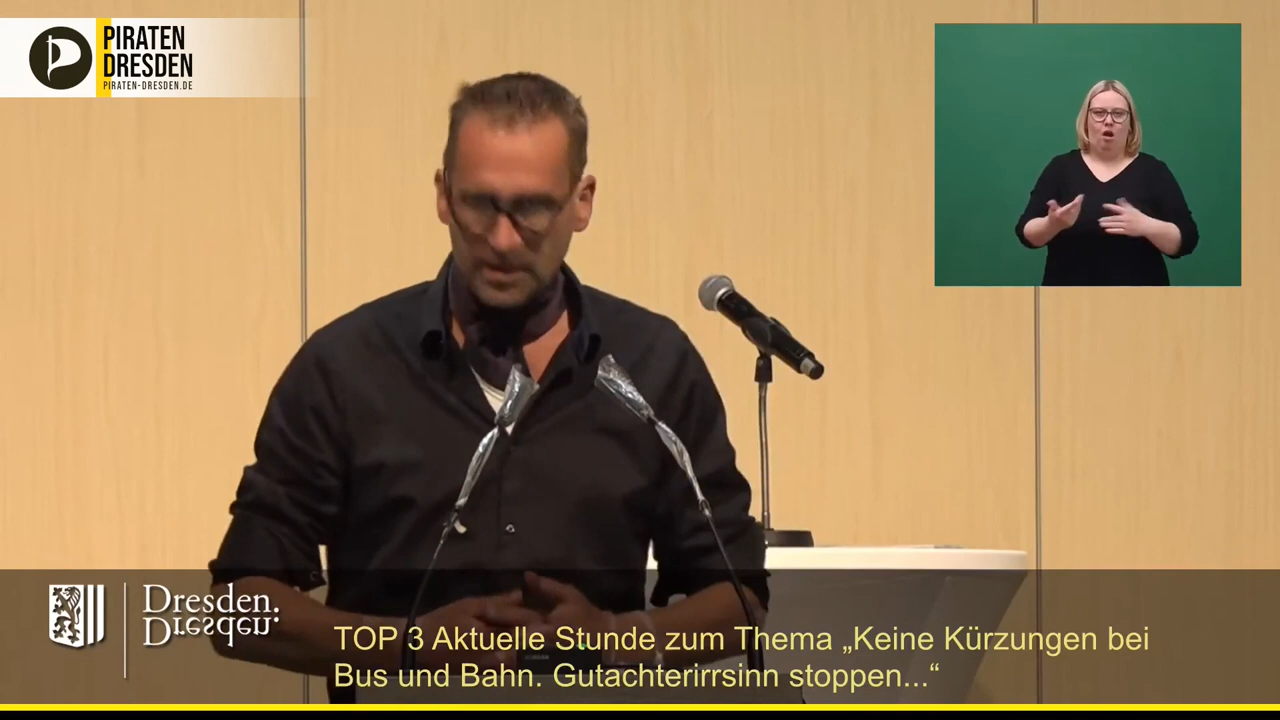 PIRATEN
DRESDEN
PIRATEN-DRESDEN.DE
Dresden.
Dresden.
TOP 3 Aktuelle Stunde zum Thema „Keine Kürzungen bei
Bus und Bahn. Gutachterirrsinn stoppen...“